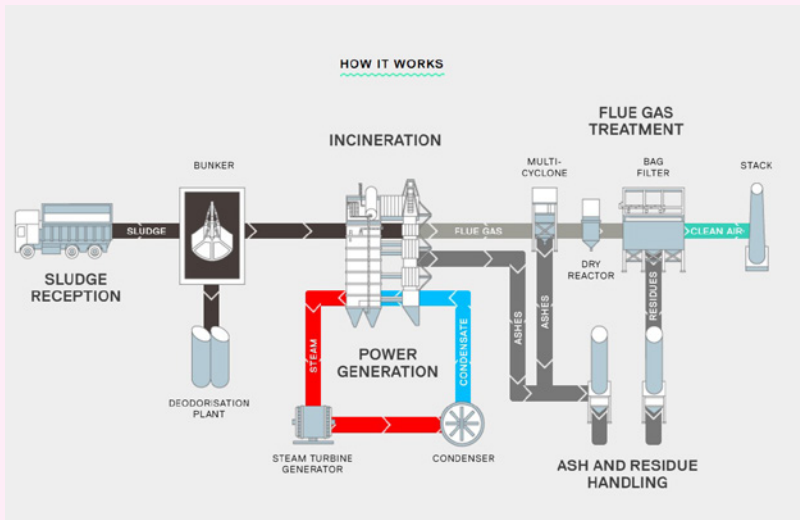 HOW IT WORKS
FLUE GAS
TREATMENT
INCINERATION
BUNKER
MULTI-
CYCLONE
BAG
FILTER
STACK
SLUDGE
FLUE GAS
CLEAN AIR
SLUDGE
RECEPTION
DRY
REACTOR
STEAM
CONDENSATE
ASHES
ASHES
RESIDUES
POWER
GENERATION
DEODORISATION
PLANT
STEAM TURBINE
GENERATOR
CONDENSER
ASH AND RESIDUE
HANDLING